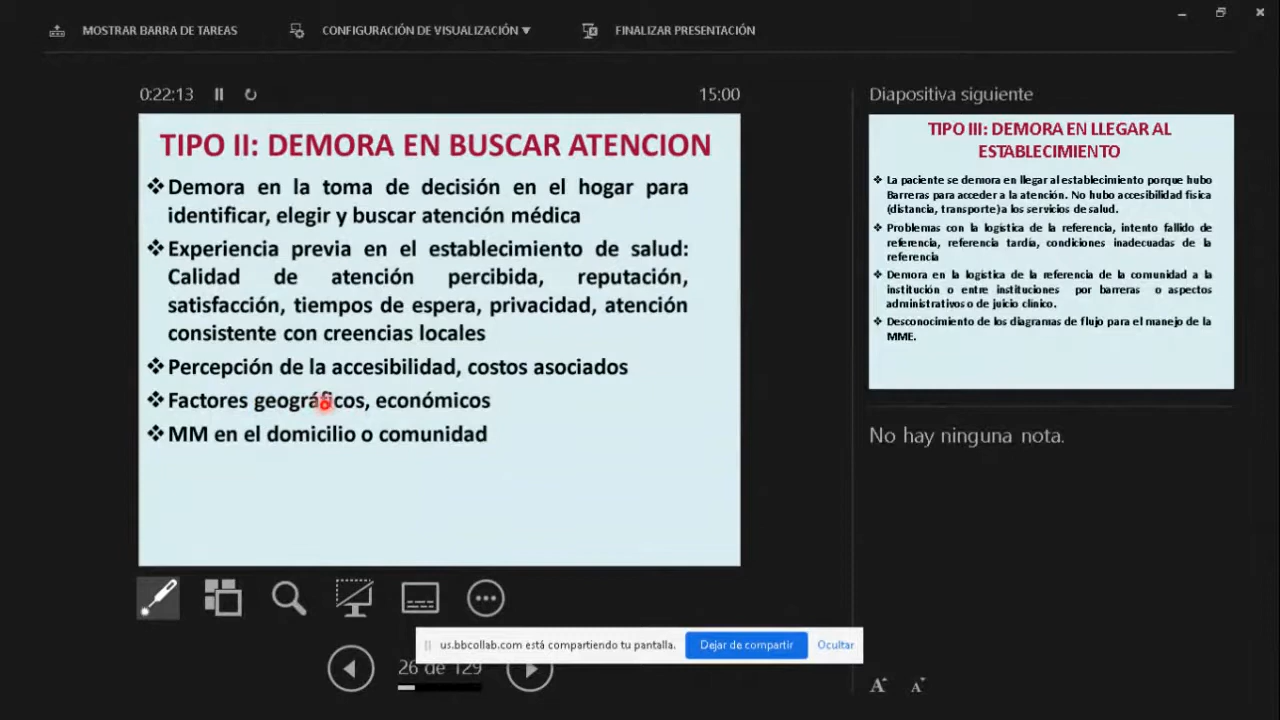 MOSTRAR BARRA DE TAREAS
CONFIGURACIÓN DE VISUALIZACIÓN ▼
FINALIZAR PRESENTACIÓN
0:22:13
15:00
TIPO II: DEMORA EN BUSCAR ATENCION
❖Demora en la toma de decisión en el hogar para
identificar, elegir y buscar atención médica
❖Experiencia previa en el establecimiento de salud:
Calidad de atención percibida, reputación,
satisfacción, tiempos de espera, privacidad, atención
consistente con creencias locales
❖Percepción de la accesibilidad, costos asociados
❖Factores geográficos, económicos
❖MM en el domicilio o comunidad
us.bbcollab.com está compartiendo tu pantalla.
Dejar de compartir
Ocultar
26 de 129
Diapositiva siguiente
TIPO III: DEMORA EN LLEGAR AL
ESTABLECIMIENTO
❖ La paciente se demora en llegar al establecimiento porque hubo
Barreras para acceder a la atención. No hubo accesibilidad fisica
(distancia, transporte)a los servicios de salud.
❖ Problemas con la logística de la referencia, intento fallido de
referencia, referencia tardía, condiciones inadecuadas de la
referencia
❖ Demora en la logística de la referencia de la comunidad a la
institución o entre instituciones por barreras o aspectos
administrativos o de juicio clínico.
❖ Desconocimiento de los diagramas de flujo para el manejo de la
MME.
No hay ninguna nota.
A A